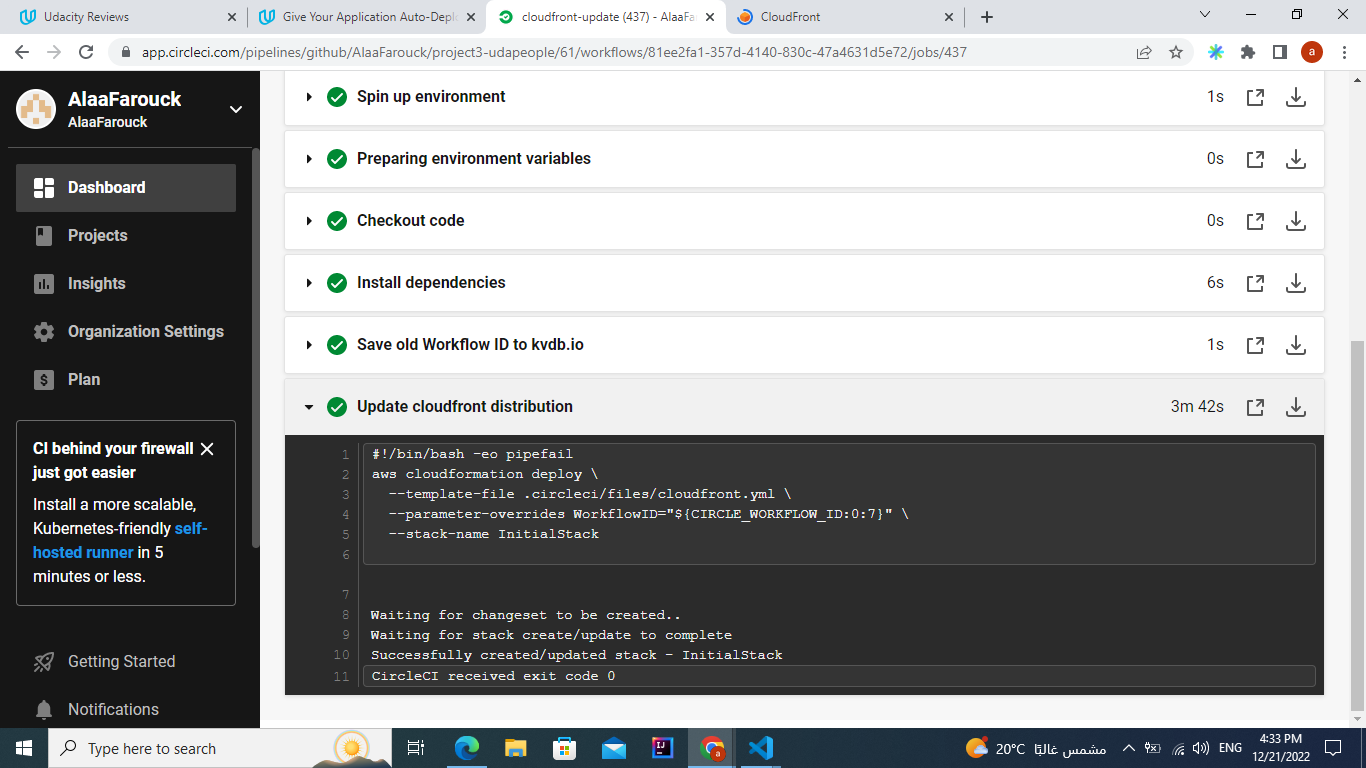 Udacity Reviews
Give Your Application Auto-Depl
cloudfront-update (437) - AlaaFa
CloudFront
app.circleci.com/pipelines/github/AlaaFarouck/project3-udapeople/61/workflows/81ee2fa1-357d-4140-830c-47a4631d5e72/jobs/437
a
AlaaFarouck
AlaaFarouck
Dashboard
Projects
Insights
Organization Settings
Plan
CI behind your firewall
just got easier
Install a more scalable,
Kubernetes-friendly self-
hosted runner in 5
minutes or less.
Getting Started
Notifications
Spin up environment 1s
Preparing environment variables 0s
Checkout code 0s
Install dependencies 6s
Save old Workflow ID to kvdb.io 1s
Update cloudfront distribution 3m 42s
1 #!/bin/bash -eo pipefail
2 aws cloudformation deploy \
3 --template-file .circleci/files/cloudfront.yml \
4 --parameter-overrides WorkflowID="${CIRCLE_WORKFLOW_ID:0:7}" \
5 --stack-name InitialStack
6
7
8 Waiting for changeset to be created..
9 Waiting for stack create/update to complete
10 Successfully created/updated stack - InitialStack
11 CircleCI received exit code 0
Type here to search
20°C مشمس غالبًا
ENG
4:33 PM
12/21/2022